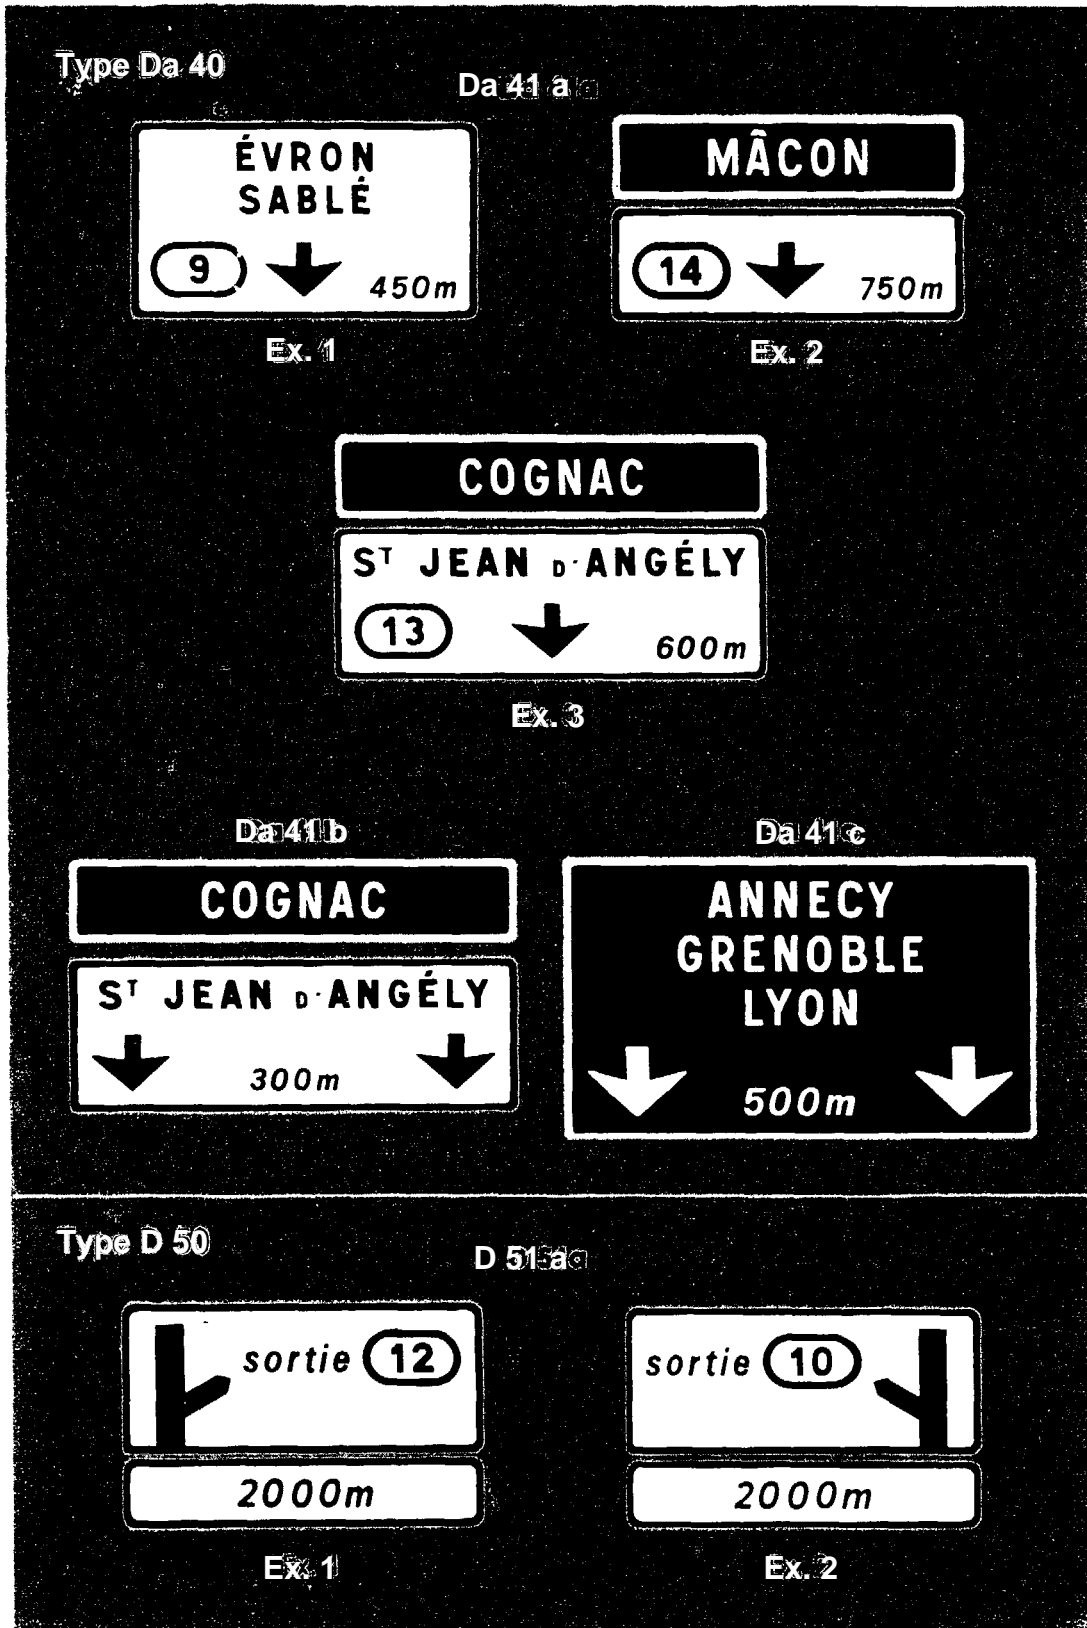 Type Da 40
Da 41 a
ÉVRON
SABLÉ
9
450m
Ex. 1
MÂCON
14
750m
Ex. 2
COGNAC
Sᵀ JEAN D'ANGÉLY
13
600m
Ex. 3
Da 41 b
COGNAC
Sᵀ JEAN D'ANGÉLY
300m
Da 41 c
ANNECY
GRENOBLE
LYON
500m
Type D 50
D 51 a
sortie 12
2000m
Ex. 1
sortie 10
2000m
Ex. 2